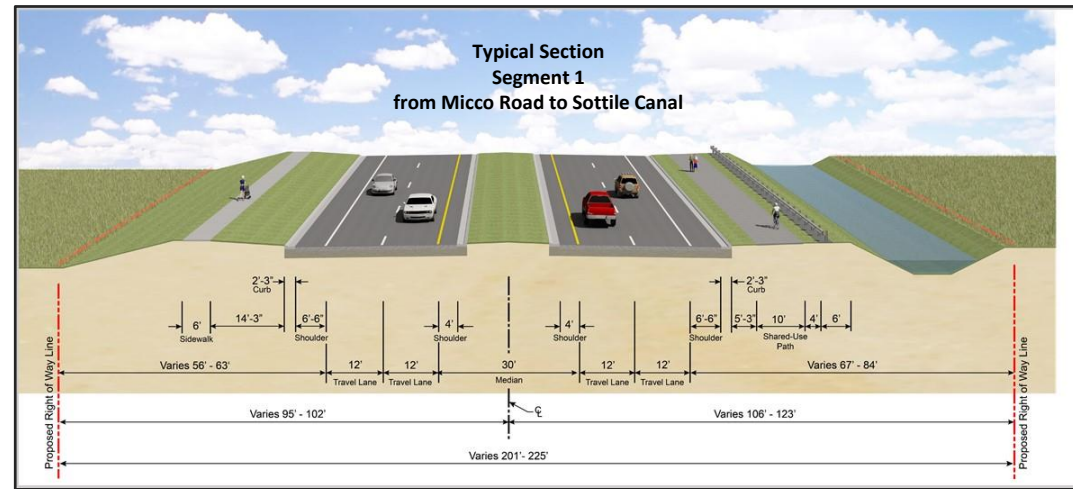 Typical Section
Segment 1
from Micco Road to Sottile Canal
2'-3"
Curb
2'-3"
Curb
6'
Sidewalk
14'-3"
6'-6"
Shoulder
4'
Shoulder
4'
Shoulder
6'-6"
Shoulder
5'-3"
10'
Shared-Use
Path
4'
6'
Varies 56' - 63'
12'
Travel Lane
12'
Travel Lane
30'
Median
12'
Travel Lane
12'
Travel Lane
Varies 67' - 84'
Varies 95' - 102'
℄
Varies 106' - 123'
Varies 201'- 225'
Proposed Right of Way Line
Proposed Right of Way Line